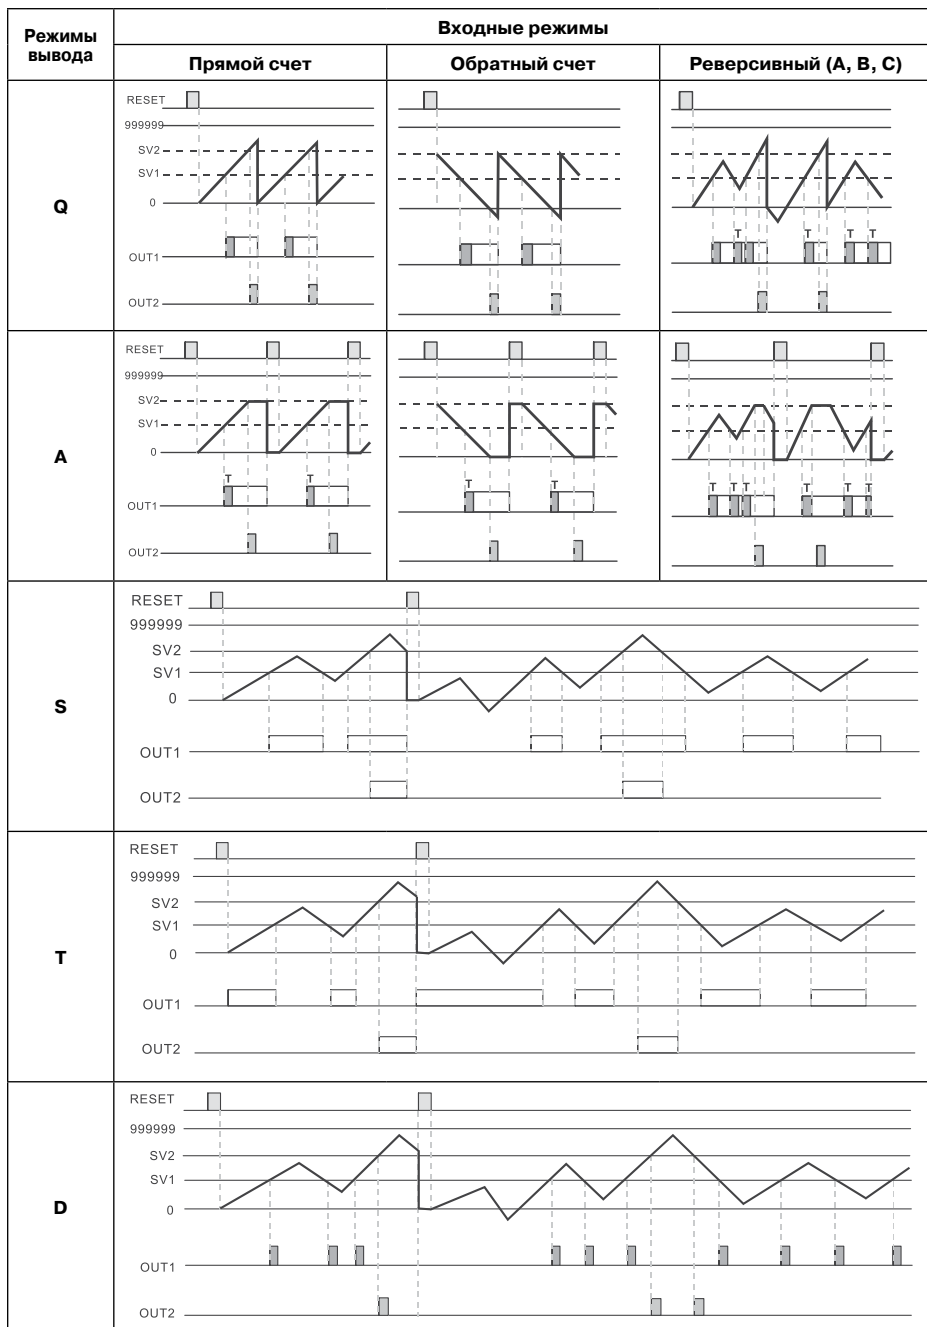 Режимы
вывода
Входные режимы
Прямой счет
Обратный счет
Реверсивный (A, B, C)
Q
RESET
999999
SV2
SV1
0
OUT1
OUT2
T
T
T
T
T
A
RESET
999999
SV2
SV1
0
OUT1
OUT2
T
T
T
T
T
T
T
T
T
T
S
RESET
999999
SV2
SV1
0
OUT1
OUT2
T
RESET
999999
SV2
SV1
0
OUT1
OUT2
D
RESET
999999
SV2
SV1
0
OUT1
OUT2